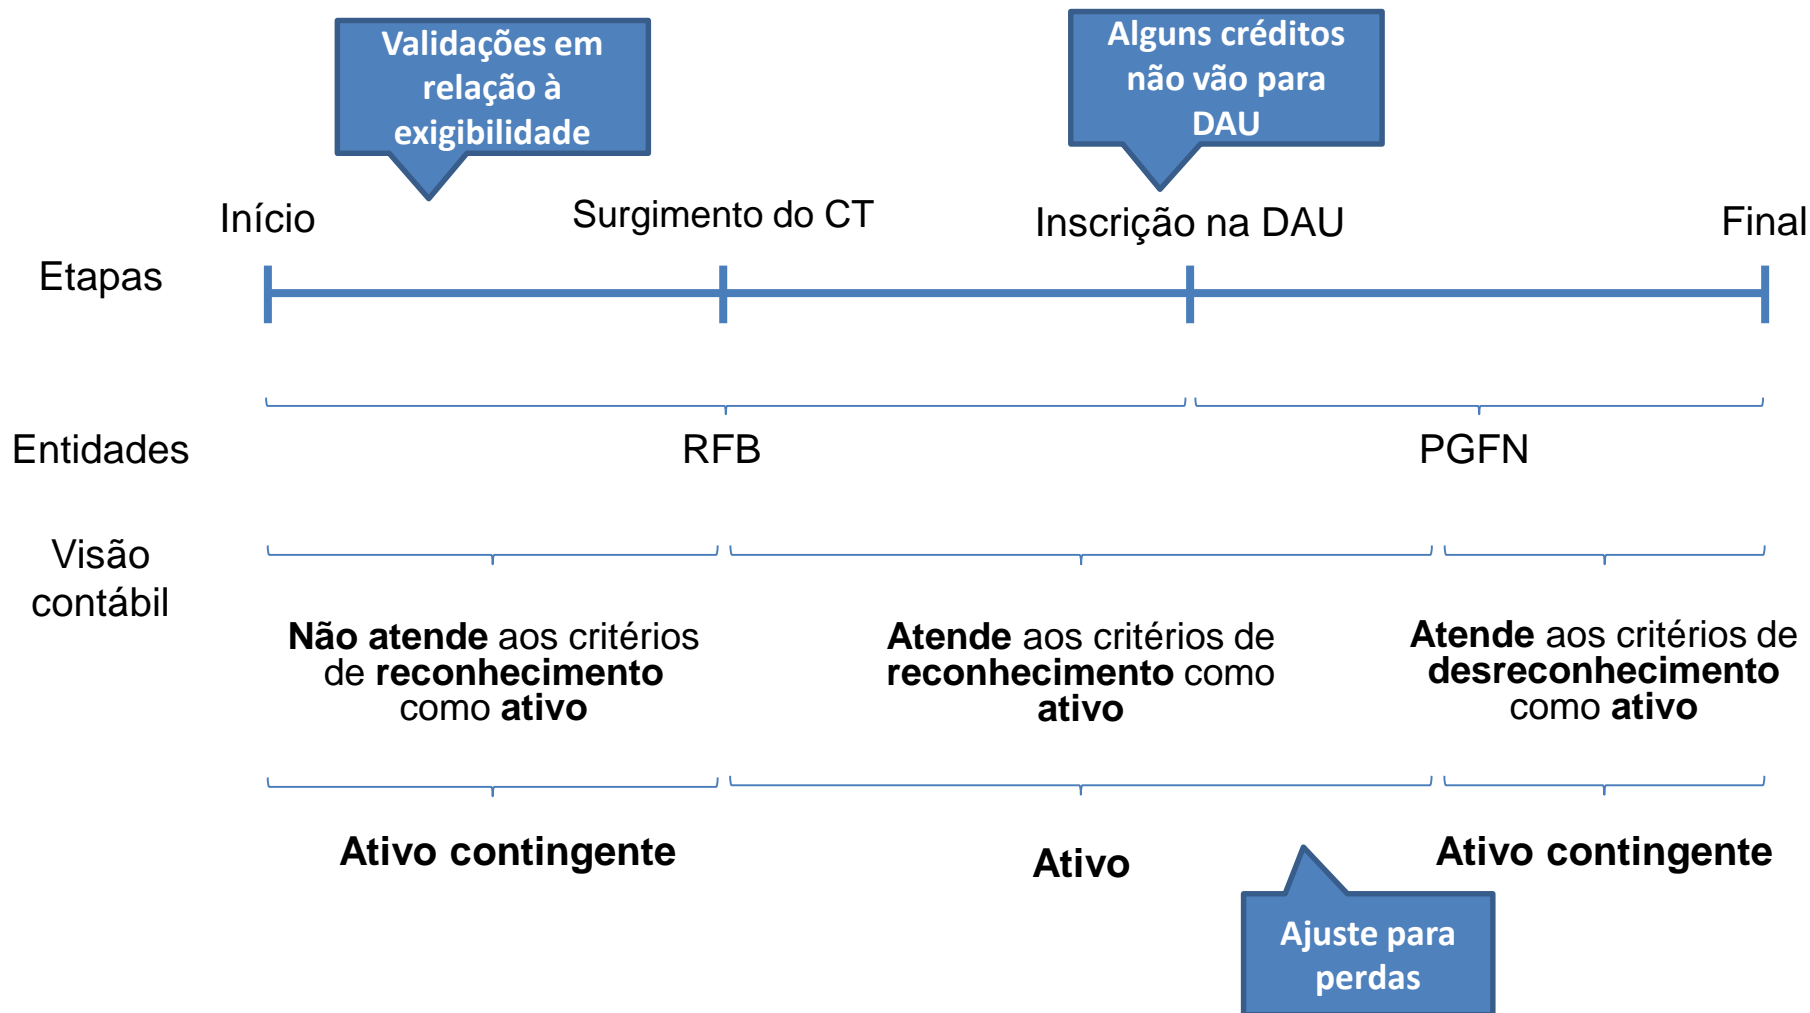 Validações em
relação à
exigibilidade
Alguns créditos
não vão para
DAU
Início
Surgimento do CT
Inscrição na DAU
Final
Etapas
Entidades
RFB
PGFN
Visão
contábil
Não atende aos critérios
de reconhecimento
como ativo
Atende aos critérios de
reconhecimento como
ativo
Atende aos critérios de
desreconhecimento
como ativo
Ativo contingente
Ativo
Ativo contingente
Ajuste para
perdas